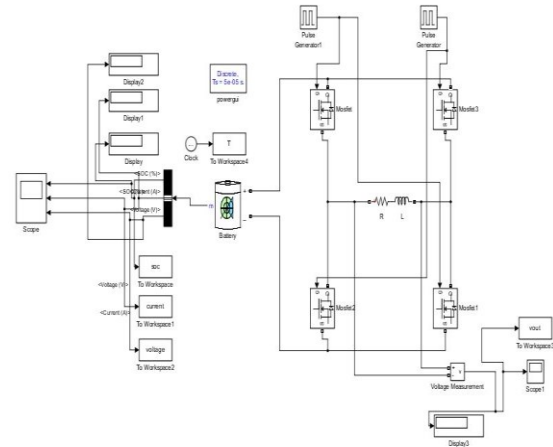 Pulse
Generator1
Pulse
Generator
Display2
Discrete,
Ts = 5e-05 s.
powergui
Display1
Mosfet
Mosfet3
Display
Clock
T
To Workspace4
<SOC (%)>
<Current (A)>
<Voltage (V)>
Scope
m
+
−
Battery
R
L
soc
To Workspace
<Voltage (V)>
current
<Current (A)>
To Workspace1
Mosfet2
Mosfet1
voltage
To Workspace2
vout
To Workspace3
Scope1
+
-
v
Voltage Measurement
Display3